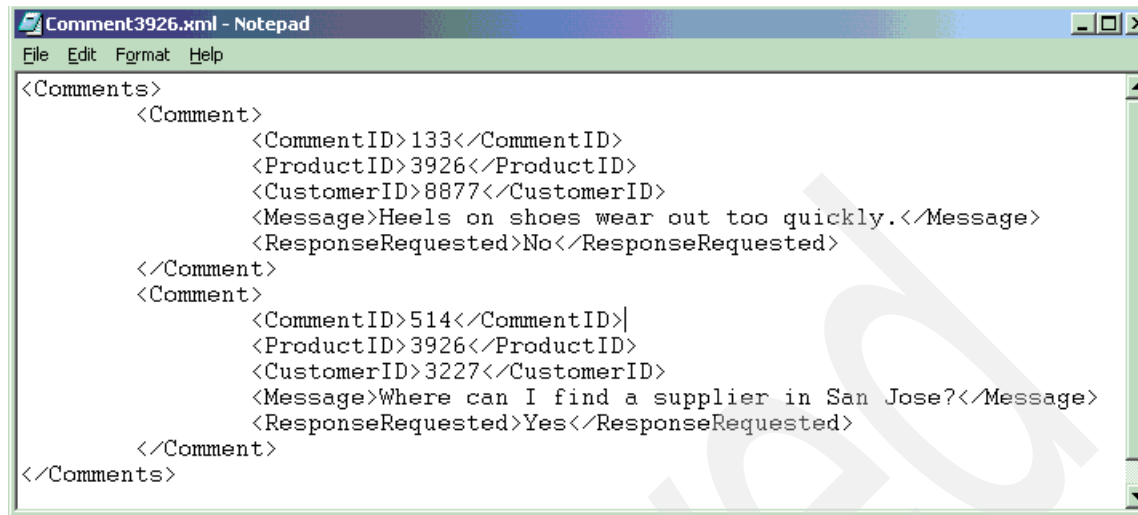 Comment3926.xml - Notepad
File Edit Format Help
<Comments>
<Comment>
<CommentID>133</CommentID>
<ProductID>3926</ProductID>
<CustomerID>8877</CustomerID>
<Message>Heels on shoes wear out too quickly.</Message>
<ResponseRequested>No</ResponseRequested>
</Comment>
<Comment>
<CommentID>514</CommentID>
<ProductID>3926</ProductID>
<CustomerID>3227</CustomerID>
<Message>Where can I find a supplier in San Jose?</Message>
<ResponseRequested>Yes</ResponseRequested>
</Comment>
</Comments>